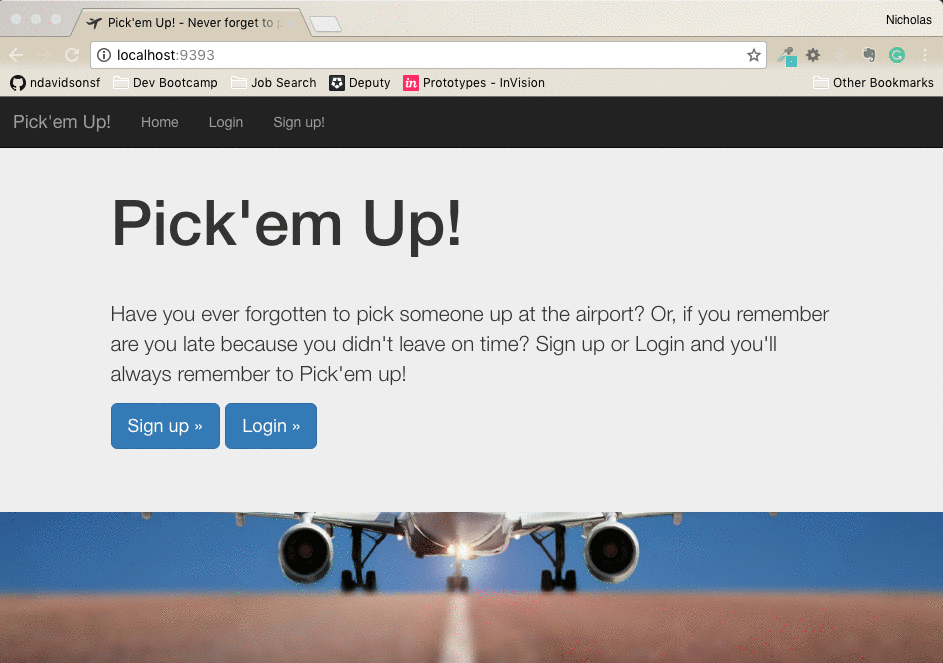 Pick'em Up! - Never forget to
Nicholas
localhost:9393
ndavidsonsf Dev Bootcamp Job Search Deputy in Prototypes - InVision Other Bookmarks
Pick'em Up! Home Login Sign up!
Pick'em Up!
Have you ever forgotten to pick someone up at the airport? Or, if you remember
are you late because you didn't leave on time? Sign up or Login and you'll
always remember to Pick'em up!
Sign up » Login »